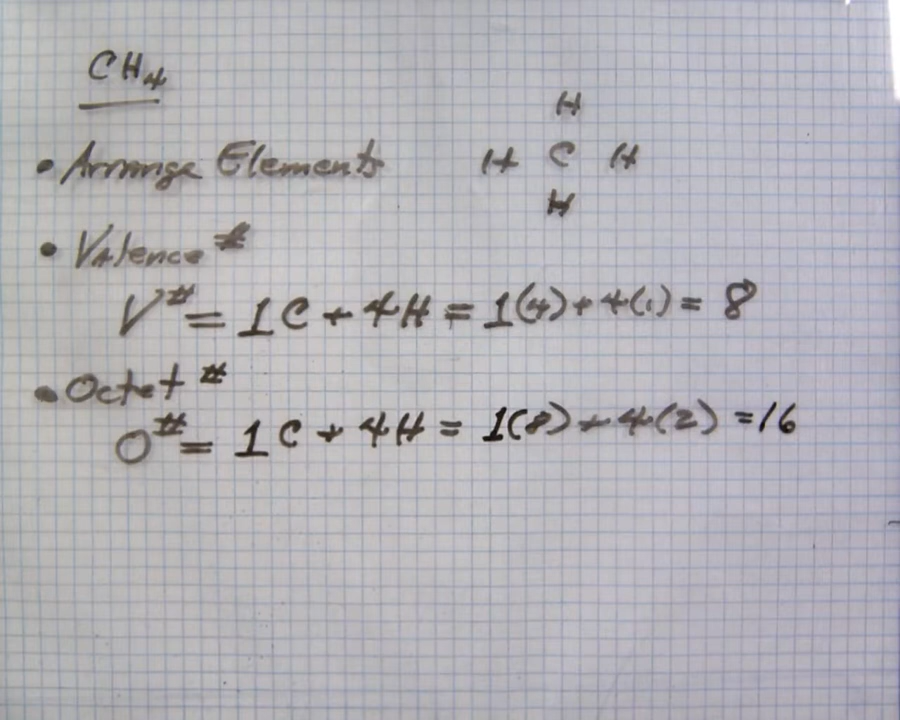 CH4
H
• Arrange Elements H C H
H
• Valence #
V# = 1C + 4H = 1(4) + 4(1) = 8
• Octet #
O# = 1C + 4H = 1(8) + 4(2) = 16